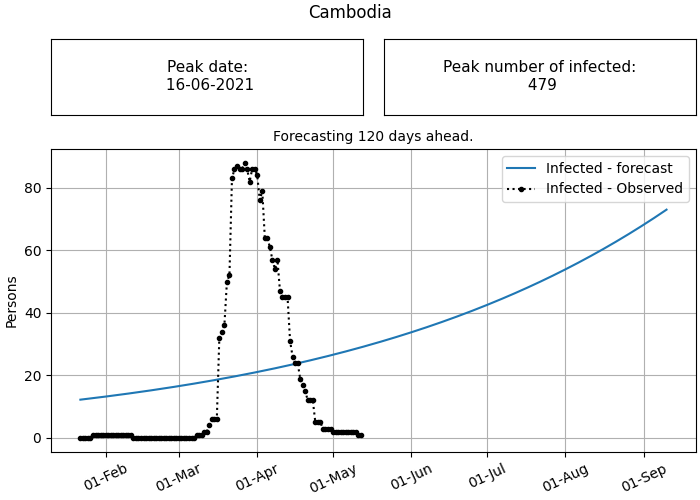 Cambodia
Peak date:
16-06-2021
Peak number of infected:
479
Forecasting 120 days ahead.
Infected - forecast
Infected - Observed
80
60
40
20
0
Persons
01-Feb
01-Mar
01-Apr
01-May
01-Jun
01-Jul
01-Aug
01-Sep